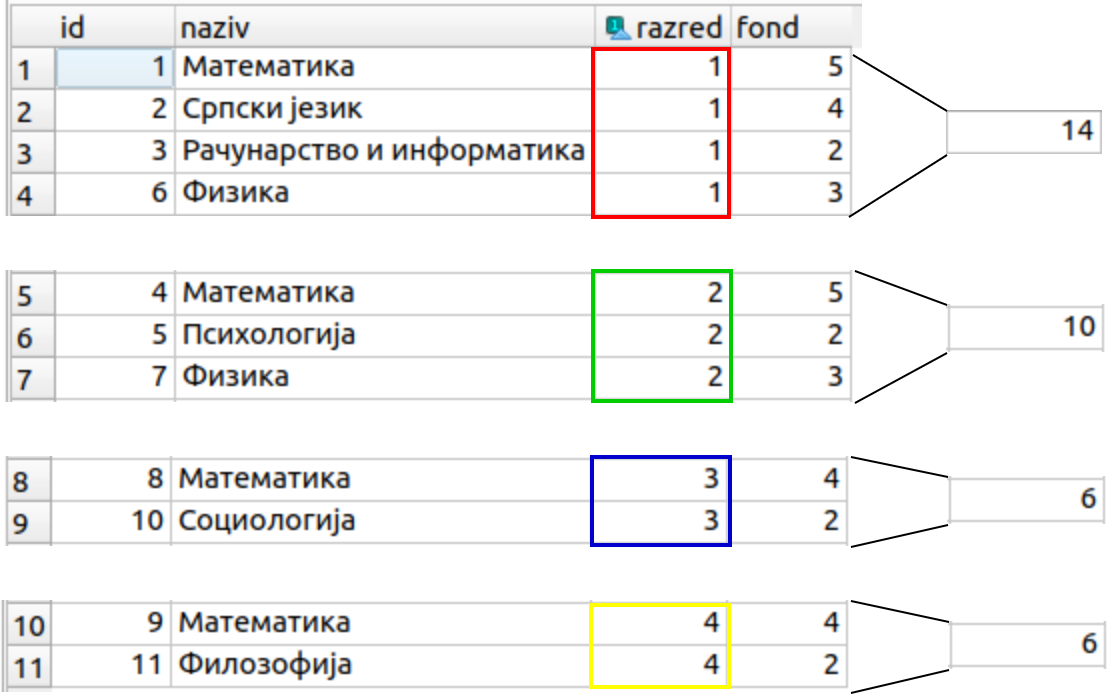 id naziv razred fond
1 1 Математика 1 5
2 2 Српски језик 1 4
3 3 Рачунарство и информатика 1 2
4 6 Физика 1 3
14
5 4 Математика 2 5
6 5 Психологија 2 2
7 7 Физика 2 3
10
8 8 Математика 3 4
9 10 Социологија 3 2
6
10 9 Математика 4 4
11 11 Филозофија 4 2
6